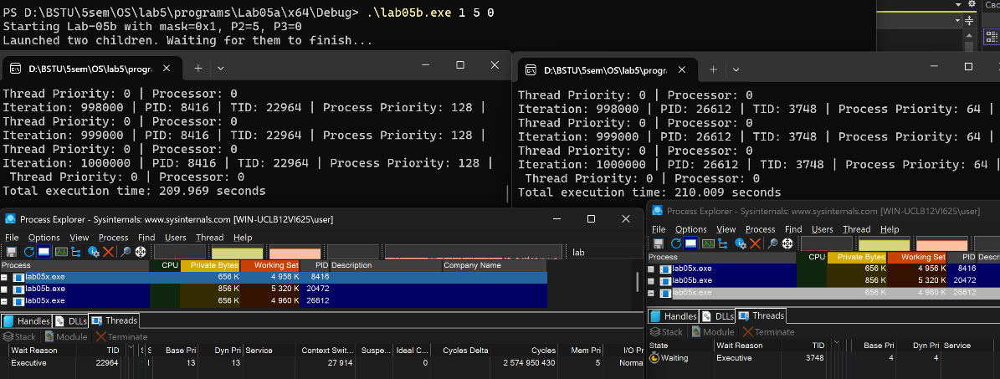 PS D:\BSTU\5sem\OS\lab5\programs\Lab05a\x64\Debug> .\lab05b.exe 1 5 0
Starting Lab-05b with mask=0x1, P2=5, P3=0
Launched two children. Waiting for them to finish...
D:\BSTU\5sem\OS\lab5\progra
Thread Priority: 0 | Processor: 0
Iteration: 998000 | PID: 8416 | TID: 22964 | Process Priority: 128 |
Thread Priority: 0 | Processor: 0
Iteration: 999000 | PID: 8416 | TID: 22964 | Process Priority: 128 |
Thread Priority: 0 | Processor: 0
Iteration: 1000000 | PID: 8416 | TID: 22964 | Process Priority: 128 |
Thread Priority: 0 | Processor: 0
Total execution time: 209.969 seconds
D:\BSTU\5sem\OS\lab5\progra
Thread Priority: 0 | Processor: 0
Iteration: 998000 | PID: 26612 | TID: 3748 | Process Priority: 64 |
Thread Priority: 0 | Processor: 0
Iteration: 999000 | PID: 26612 | TID: 3748 | Process Priority: 64 |
Thread Priority: 0 | Processor: 0
Iteration: 1000000 | PID: 26612 | TID: 3748 | Process Priority: 64 |
Thread Priority: 0 | Processor: 0
Total execution time: 210.009 seconds
Process Explorer - Sysinternals: www.sysinternals.com [WIN-UCLB12VI625\user]
File Options View Process Find Users Thread Help
lab
Process CPU Private Bytes Working Set PID Description Company Name
lab05x.exe 656 K 4 956 K 8416
lab05b.exe 856 K 5 320 K 20472
lab05x.exe 656 K 4 960 K 26612
Handles DLLs Threads
Stack Module Terminate
Wait Reason TID S S Base Pri Dyn Pri Service Context Swit... Suspe... Ideal C... Cycles Delta Cycles Mem Pri I/O Pr
Executive 22964 13 13 27 914 0 2 574 950 430 5 Norma
Process Explorer - Sysinternals: www.sysinternals.com [WIN-UCLB12VI625\user]
File Options View Process Find Users Thread Help
Process CPU Private Bytes Working Set PID Descript
lab05x.exe 656 K 4 956 K 8416
lab05b.exe 856 K 5 320 K 20472
lab05x.exe 656 K 4 960 K 26612
Handles DLLs Threads
Stack Module Terminate
State Wait Reason TID Base Pri Dyn Pri Service
Waiting Executive 3748 4 4